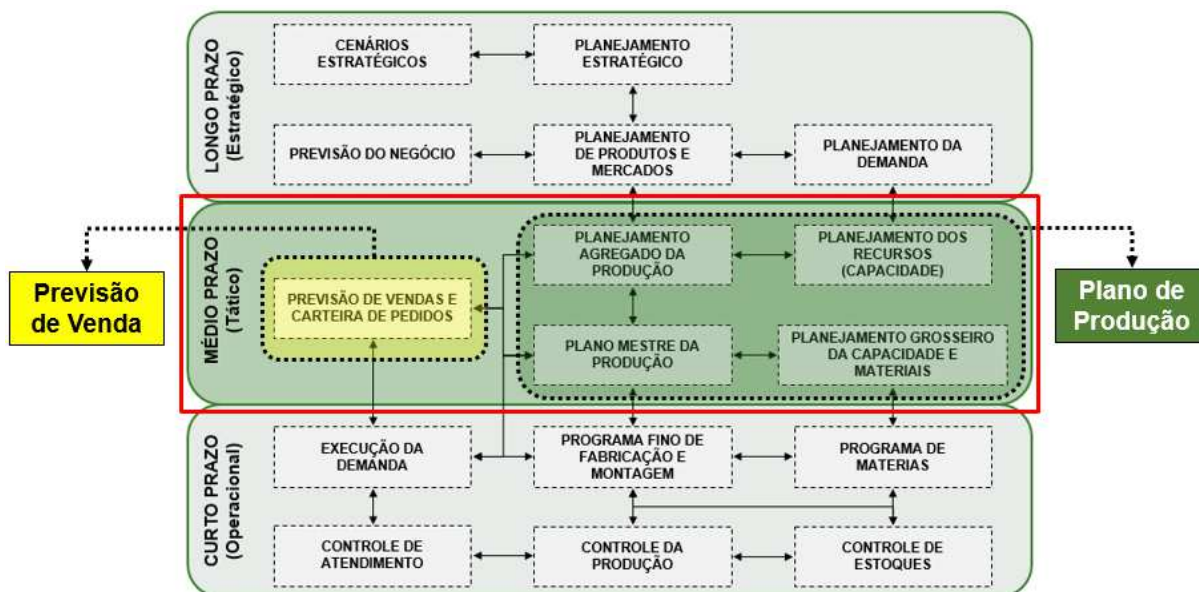 LONGO PRAZO
(Estratégico)
CENÁRIOS
ESTRATÉGICOS
PLANEJAMENTO
ESTRATÉGICO
PREVISÃO DO NEGÓCIO
PLANEJAMENTO
DE PRODUTOS E
MERCADOS
PLANEJAMENTO DA
DEMANDA
Previsão
de Venda
MÉDIO PRAZO
(Tático)
PREVISÃO DE VENDAS E
CARTEIRA DE PEDIDOS
PLANEJAMENTO
AGREGADO DA
PRODUÇÃO
PLANEJAMENTO DOS
RECURSOS
(CAPACIDADE)
PLANO MESTRE DA
PRODUÇÃO
PLANEJAMENTO GROSSEIRO
DA CAPACIDADE E
MATERIAIS
Plano de
Produção
CURTO PRAZO
(Operacional)
EXECUÇÃO DA
DEMANDA
PROGRAMA FINO DE
FABRICAÇÃO E
MONTAGEM
PROGRAMA DE
MATERIAS
CONTROLE DE
ATENDIMENTO
CONTROLE DA
PRODUÇÃO
CONTROLE DE
ESTOQUES